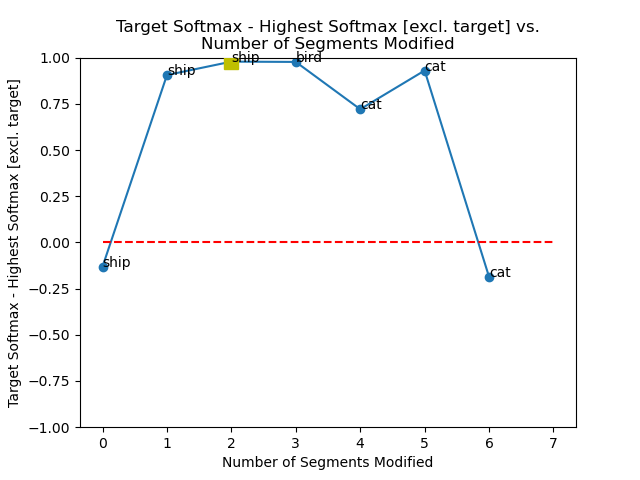 Target Softmax - Highest Softmax [excl. target] vs.
Number of Segments Modified
Target Softmax - Highest Softmax [excl. target]
1.00
0.75
0.50
0.25
0.00
−0.25
−0.50
−0.75
−1.00
ship
ship
ship
bird
cat
cat
cat
0 1 2 3 4 5 6 7
Number of Segments Modified